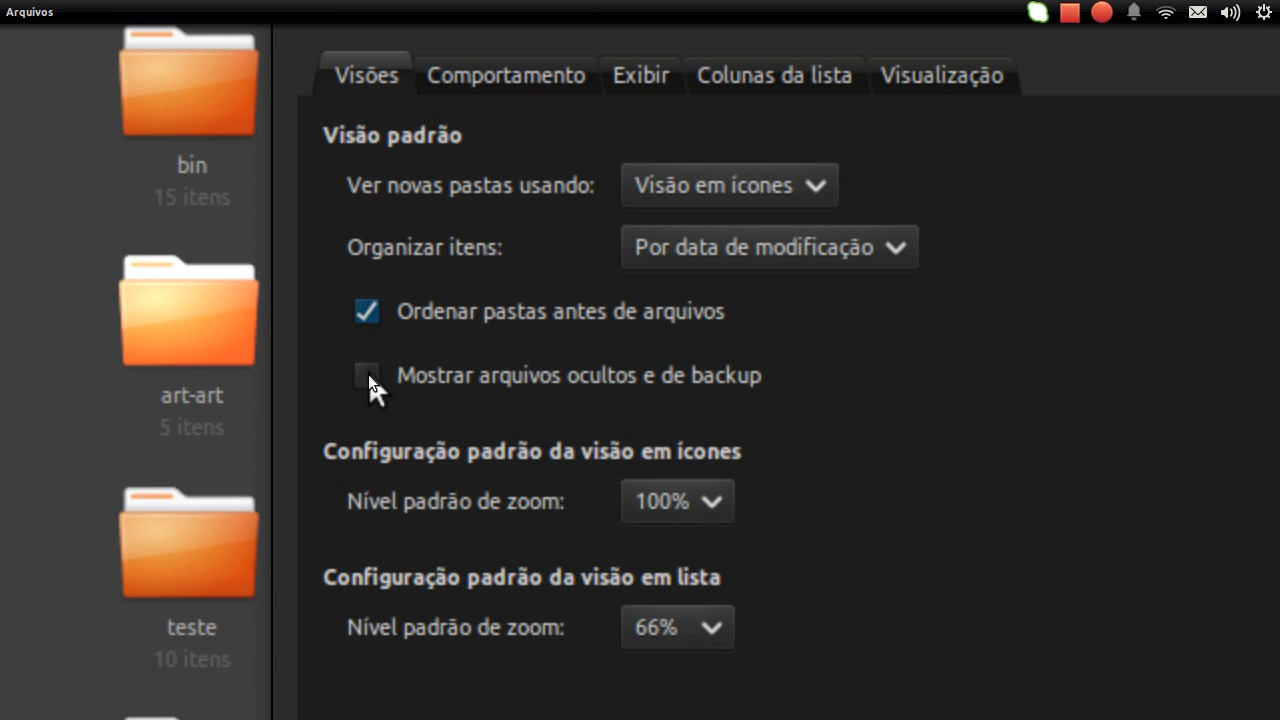 Arquivos
bin
15 itens
art-art
5 itens
teste
10 itens
Visões
Comportamento
Exibir
Colunas da lista
Visualização
Visão padrão
Ver novas pastas usando:
Visão em ícones
Organizar itens:
Por data de modificação
Ordenar pastas antes de arquivos
Mostrar arquivos ocultos e de backup
Configuração padrão da visão em ícones
Nível padrão de zoom:
100%
Configuração padrão da visão em lista
Nível padrão de zoom:
66%